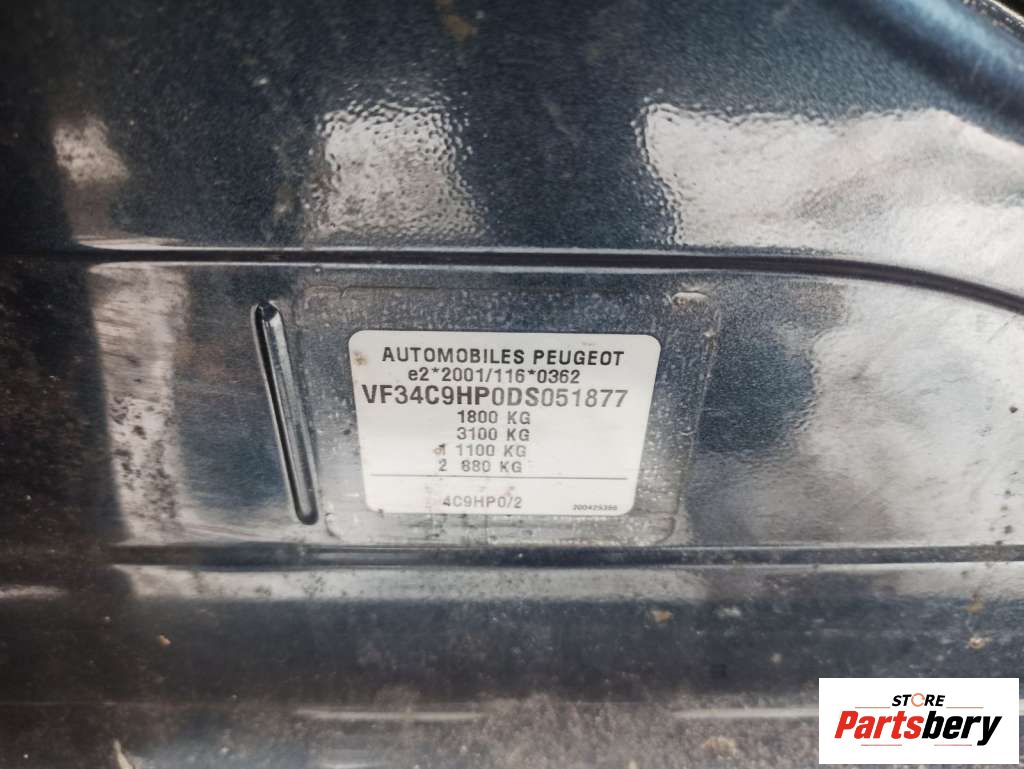 AUTOMOBILES PEUGEOT
e2*2001/116*0362
VF34C9HP0DS051877
1800 KG
3100 KG
1 1100 KG
2 880 KG
4C9HP0/2
STORE
Partsbery